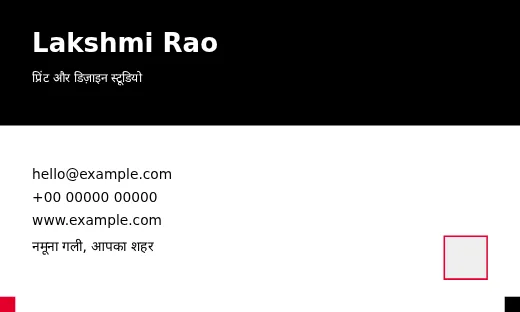 Lakshmi Rao
प्रिंट और डिज़ाइन स्टूडियो
hello@example.com
+00 00000 00000
www.example.com
नमूना गली, आपका शहर